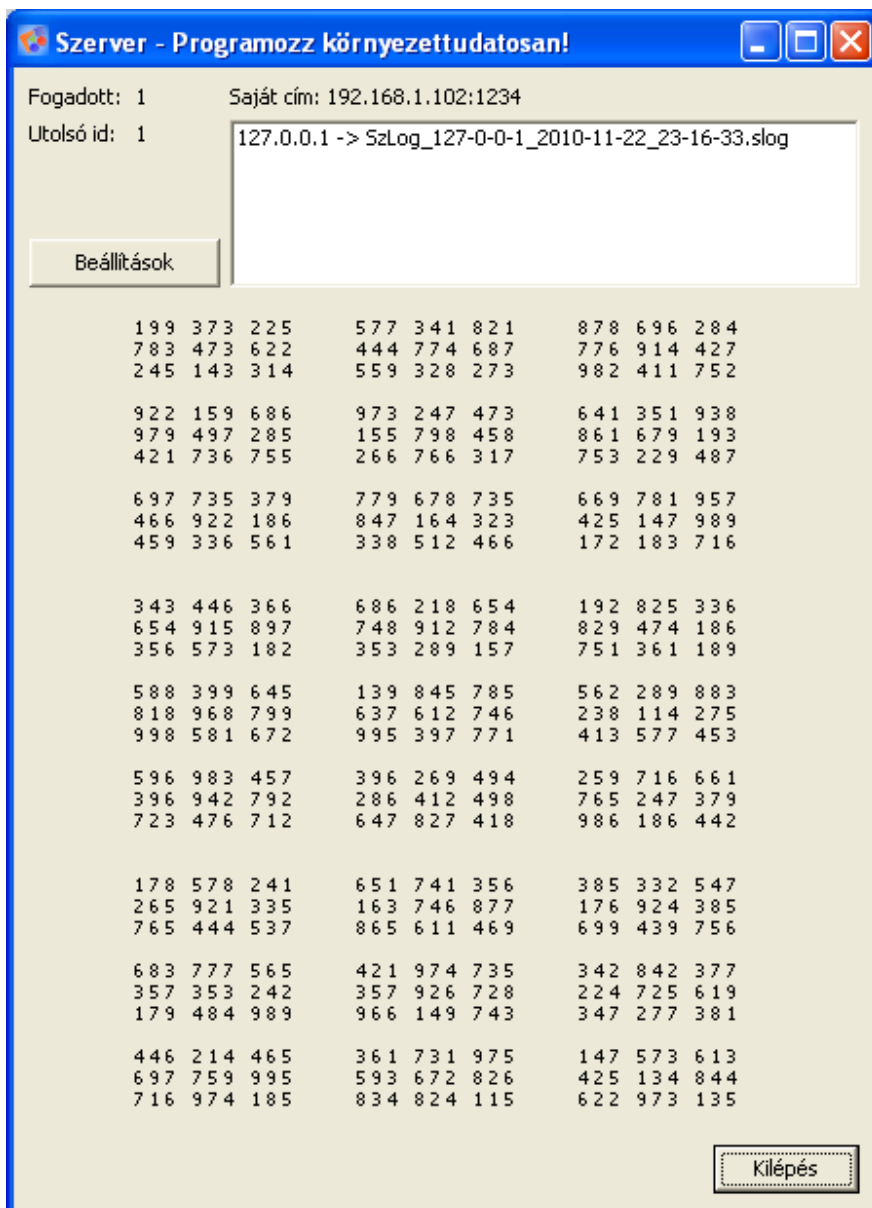 Szerver - Programozz környezettudatosan!
Fogadott: 1 Saját cím: 192.168.1.102:1234
Utolsó id: 1
127.0.0.1 -> SzLog_127-0-0-1_2010-11-22_23-16-33.slog
Beállítások
199 373 225 577 341 821 878 696 284
783 473 622 444 774 687 776 914 427
245 143 314 559 328 273 982 411 752
922 159 686 973 247 473 641 351 938
979 497 285 155 798 458 861 679 193
421 736 755 266 766 317 753 229 487
697 735 379 779 678 735 669 781 957
466 922 186 847 164 323 425 147 989
459 336 561 338 512 466 172 183 716
343 446 366 686 218 654 192 825 336
654 915 897 748 912 784 829 474 186
356 573 182 353 289 157 751 361 189
588 399 645 139 845 785 562 289 883
818 968 799 637 612 746 238 114 275
998 581 672 995 397 771 413 577 453
596 983 457 396 269 494 259 716 661
396 942 792 286 412 498 765 247 379
723 476 712 647 827 418 986 186 442
178 578 241 651 741 356 385 332 547
265 921 335 163 746 877 176 924 385
765 444 537 865 611 469 699 439 756
683 777 565 421 974 735 342 842 377
357 353 242 357 926 728 224 725 619
179 484 989 966 149 743 347 277 381
446 214 465 361 731 975 147 573 613
697 759 995 593 672 826 425 134 844
716 974 185 834 824 115 622 973 135
Kilépés